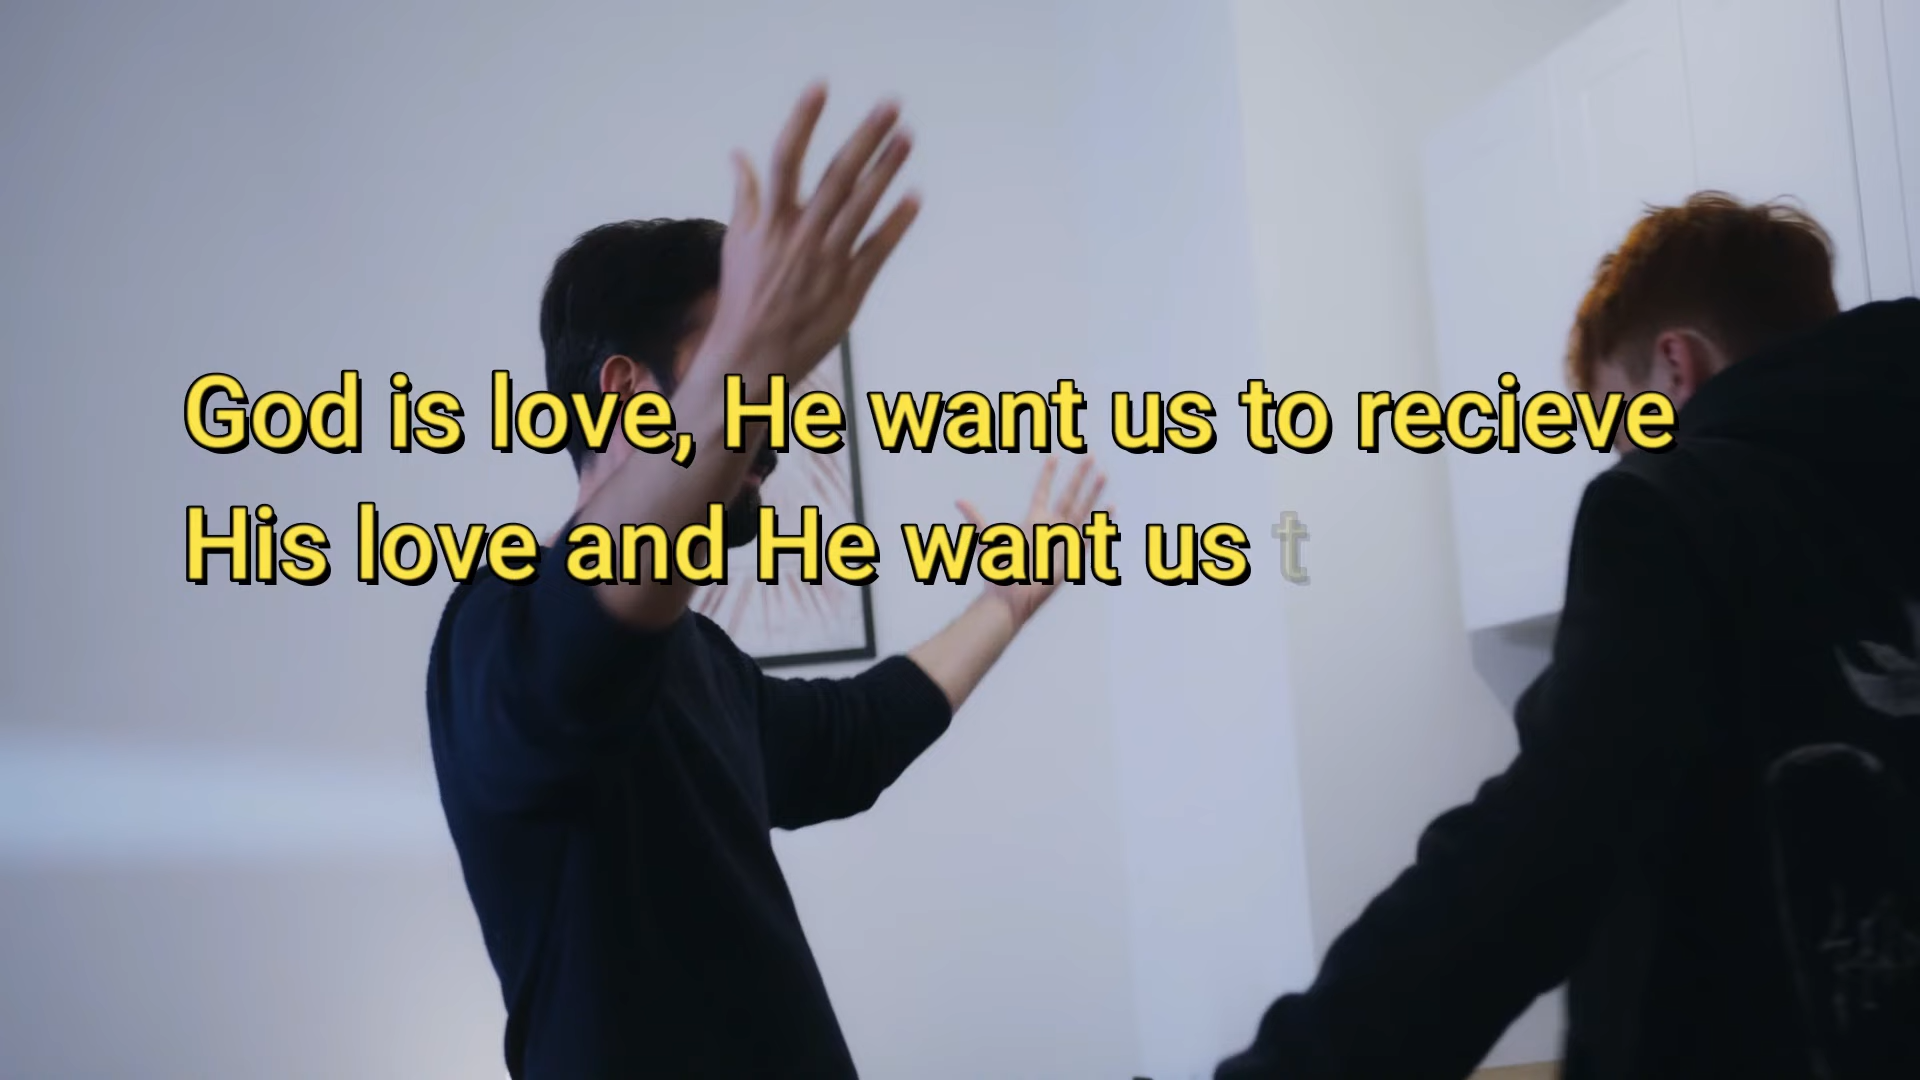 God is love, He want us to recieve
His love and He want us t